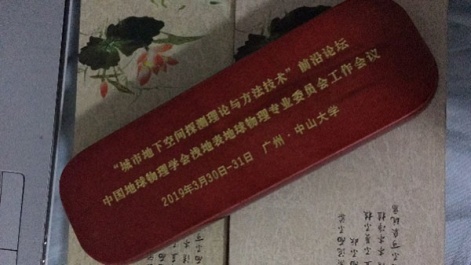 “城市地下空间探测理论与方法技术”前沿论坛
中国地球物理学会浅地表地球物理专业委员会工作会议
2019年3月30日-31日 广州·中山大学